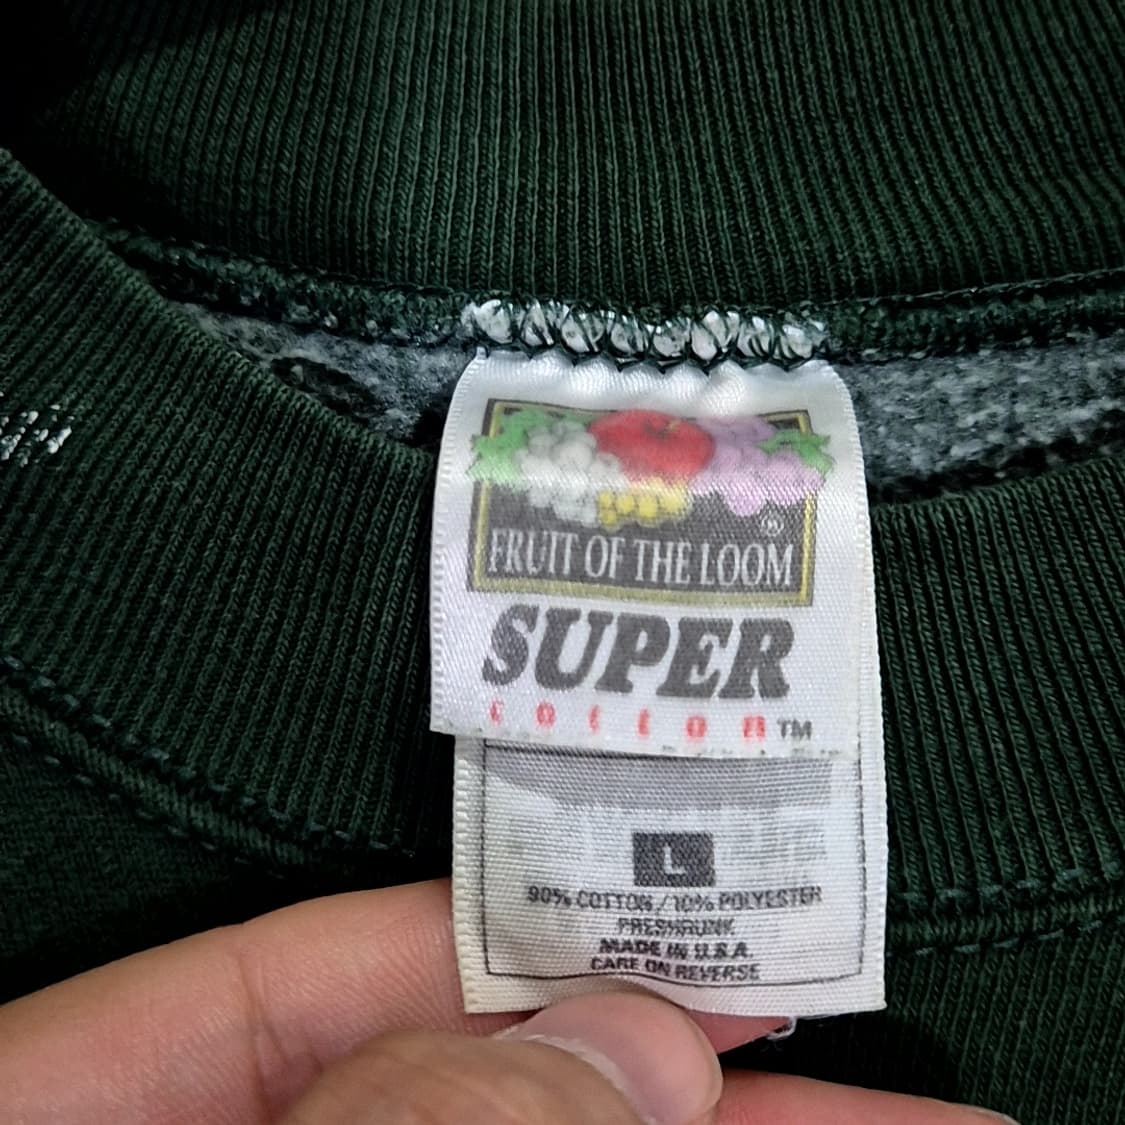 ®
FRUIT OF THE LOOM
SUPER
cotton™
L
90% COTTON / 10% POLYESTER
PRESHRUNK
MADE IN U.S.A.
CARE ON REVERSE